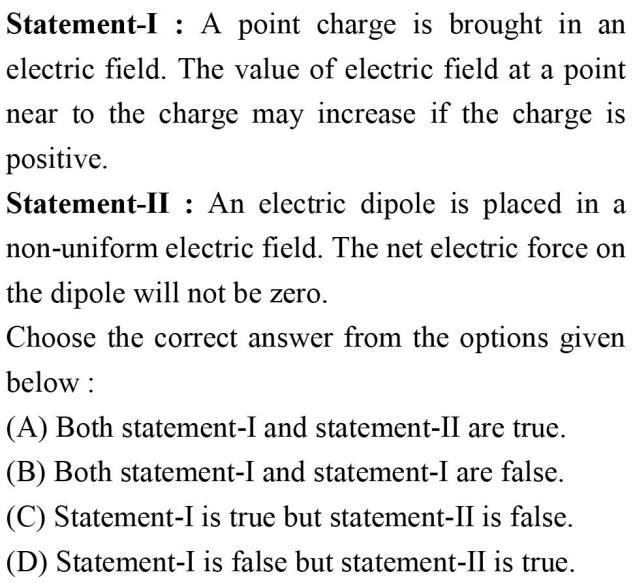 Statement-I : A point charge is brought in an
electric field. The value of electric field at a point
near to the charge may increase if the charge is
positive.
Statement-II : An electric dipole is placed in a
non-uniform electric field. The net electric force on
the dipole will not be zero.
Choose the correct answer from the options given
below :
(A) Both statement-I and statement-II are true.
(B) Both statement-I and statement-I are false.
(C) Statement-I is true but statement-II is false.
(D) Statement-I is false but statement-II is true.